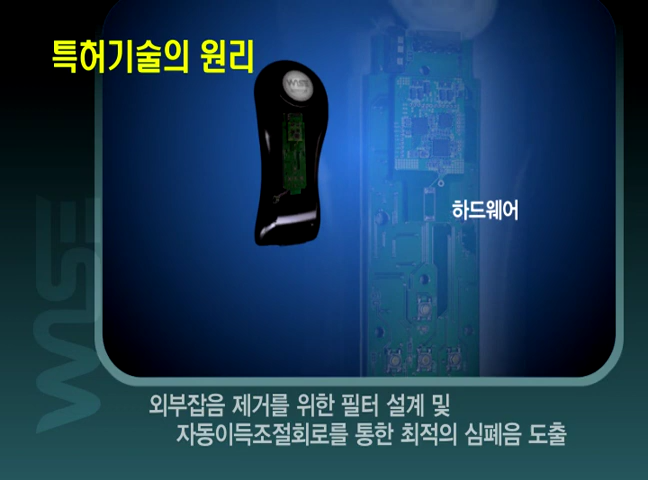 특허기술의 원리
WISE
하드웨어
WISE
외부잡음 제거를 위한 필터 설계 및
자동이득조절회로를 통한 최적의 심폐음 도출